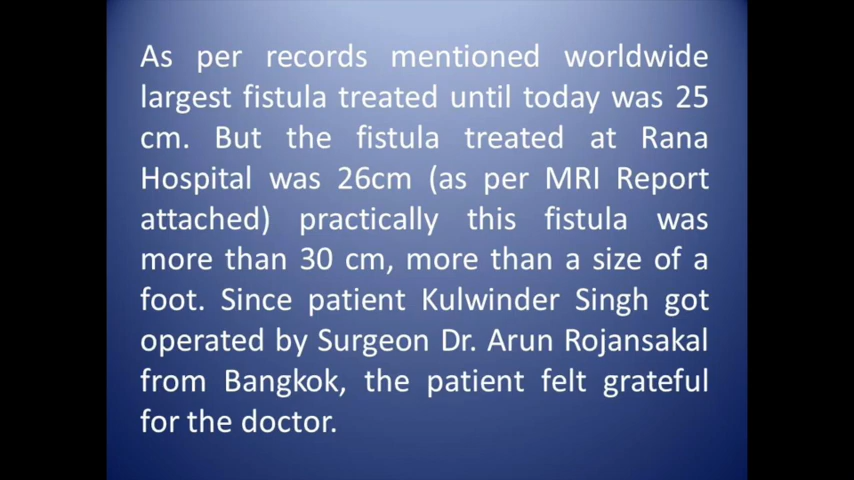 As per records mentioned worldwide
largest fistula treated until today was 25
cm. But the fistula treated at Rana
Hospital was 26cm (as per MRI Report
attached) practically this fistula was
more than 30 cm, more than a size of a
foot. Since patient Kulwinder Singh got
operated by Surgeon Dr. Arun Rojansakal
from Bangkok, the patient felt grateful
for the doctor.